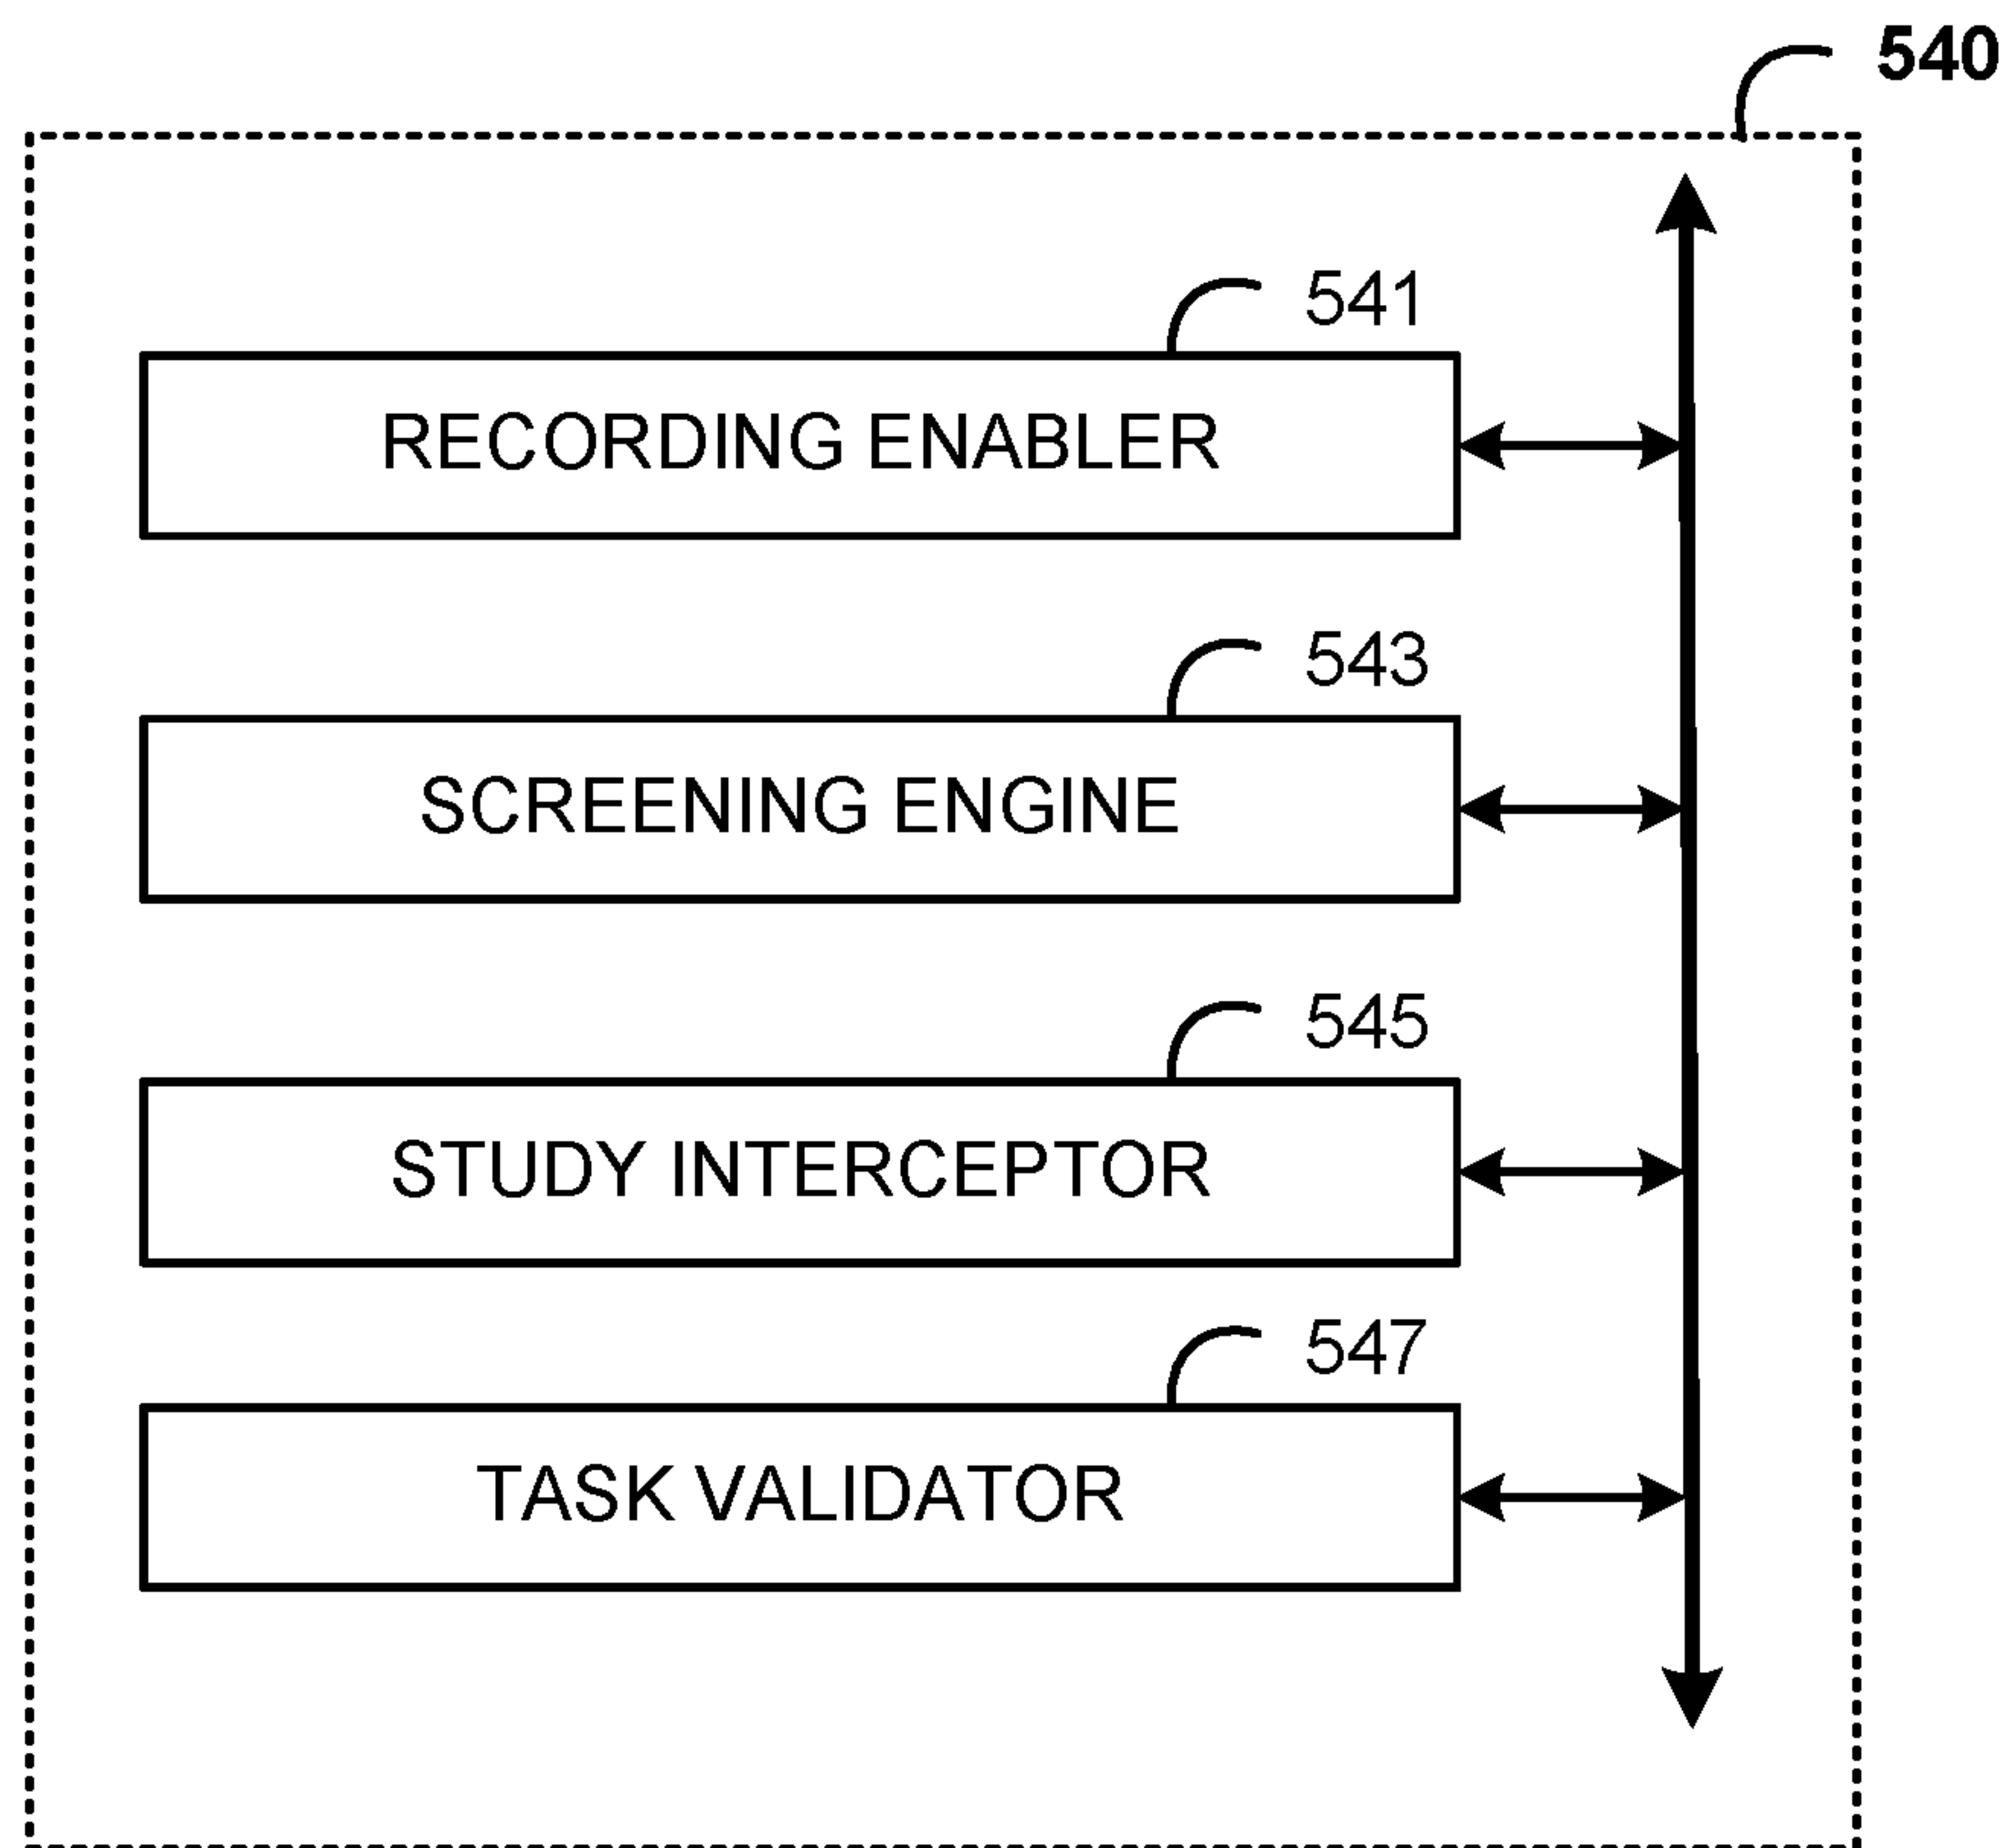 540
541
RECORDING ENABLER
543
SCREENING ENGINE
545
STUDY INTERCEPTOR
547
TASK VALIDATOR